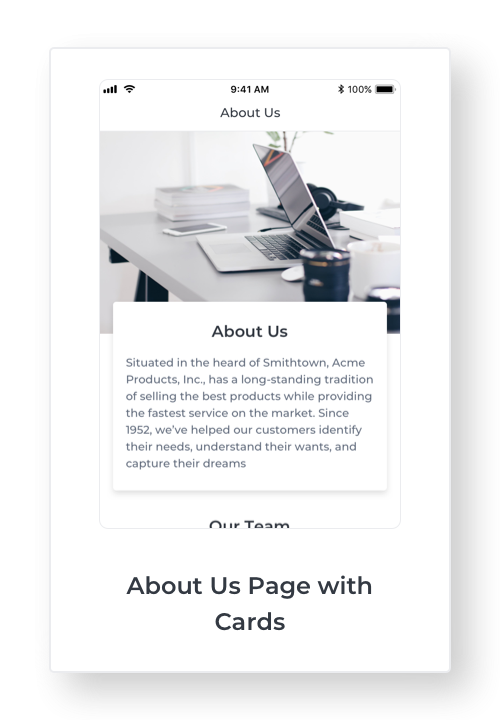 9:41 AM 100%
About Us
About Us
Situated in the heard of Smithtown, Acme
Products, Inc., has a long-standing tradition
of selling the best products while providing
the fastest service on the market. Since
1952, we've helped our customers identify
their needs, understand their wants, and
capture their dreams
Our Team
About Us Page with
Cards